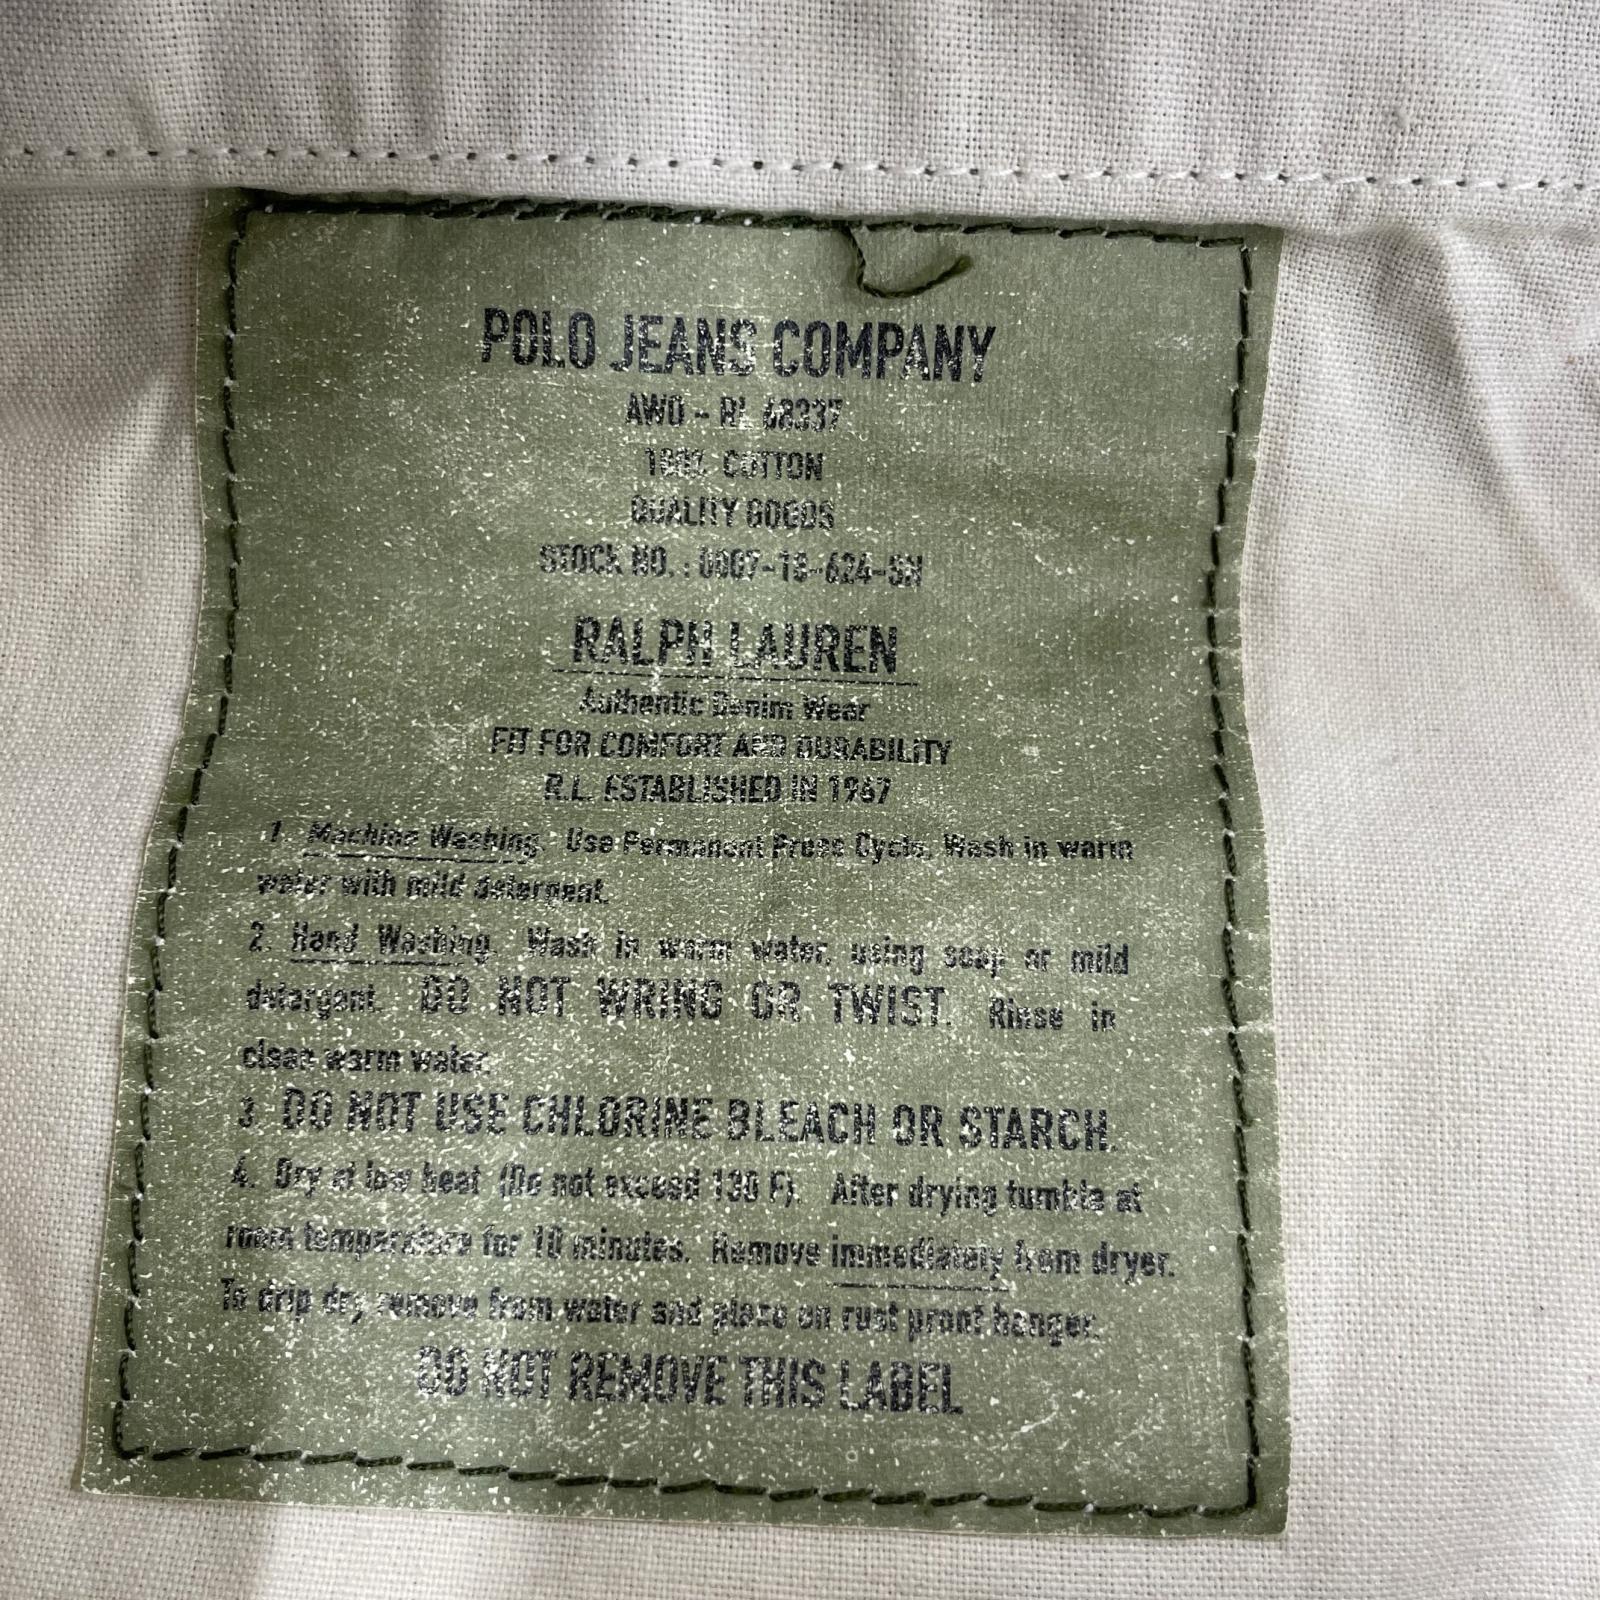 POLO JEANS COMPANY
AWD - RL 68337
100% COTTON
QUALITY GOODS
STOCK NO.: 0007-18-624-SN
RALPH LAUREN
Authentic Denim Wear
FIT FOR COMFORT AND DURABILITY
R.L. ESTABLISHED IN 1967
1. Machine Washing. Use Permanent Press Cycle, Wash in warm
water with mild detergent.
2. Hand Washing. Wash in warm water, using soap or mild
detergent. DO NOT WRING OR TWIST. Rinse in
clean warm water.
3. DO NOT USE CHLORINE BLEACH OR STARCH.
4. Dry at low heat (Do not exceed 130 F). After drying tumble at
room temperature for 10 minutes. Remove immediately from dryer.
To drip dry remove from water and place on rust proof hanger.
DO NOT REMOVE THIS LABEL